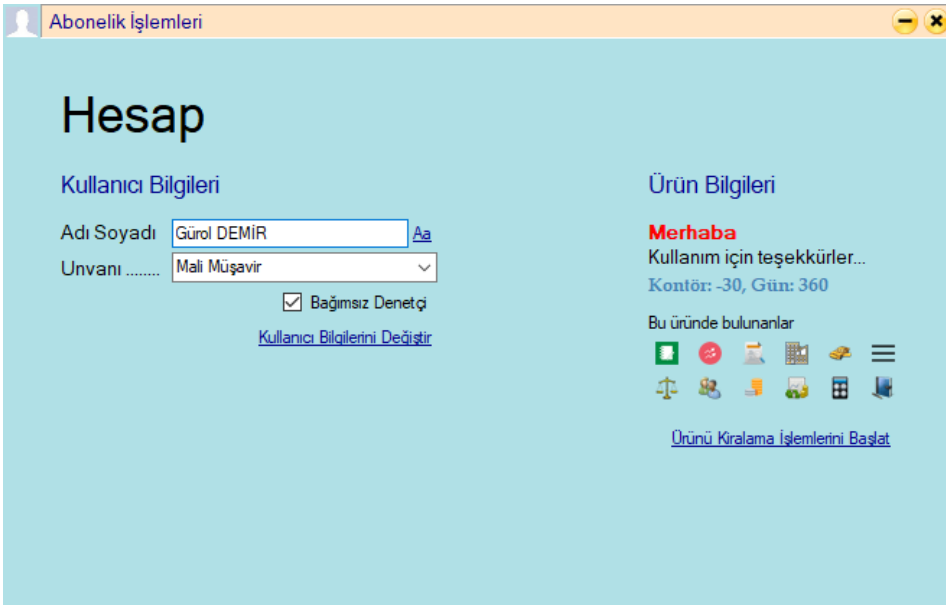 Abonelik İşlemleri
Hesap
Kullanıcı Bilgileri
Adı Soyadı Gürol DEMİR Aa
Unvanı ........ Mali Müşavir
Bağımsız Denetçi
Kullanıcı Bilgilerini Değiştir
Ürün Bilgileri
Merhaba
Kullanım için teşekkürler...
Kontör: -30, Gün: 360
Bu üründe bulunanlar
Ürünü Kiralama İşlemlerini Başlat